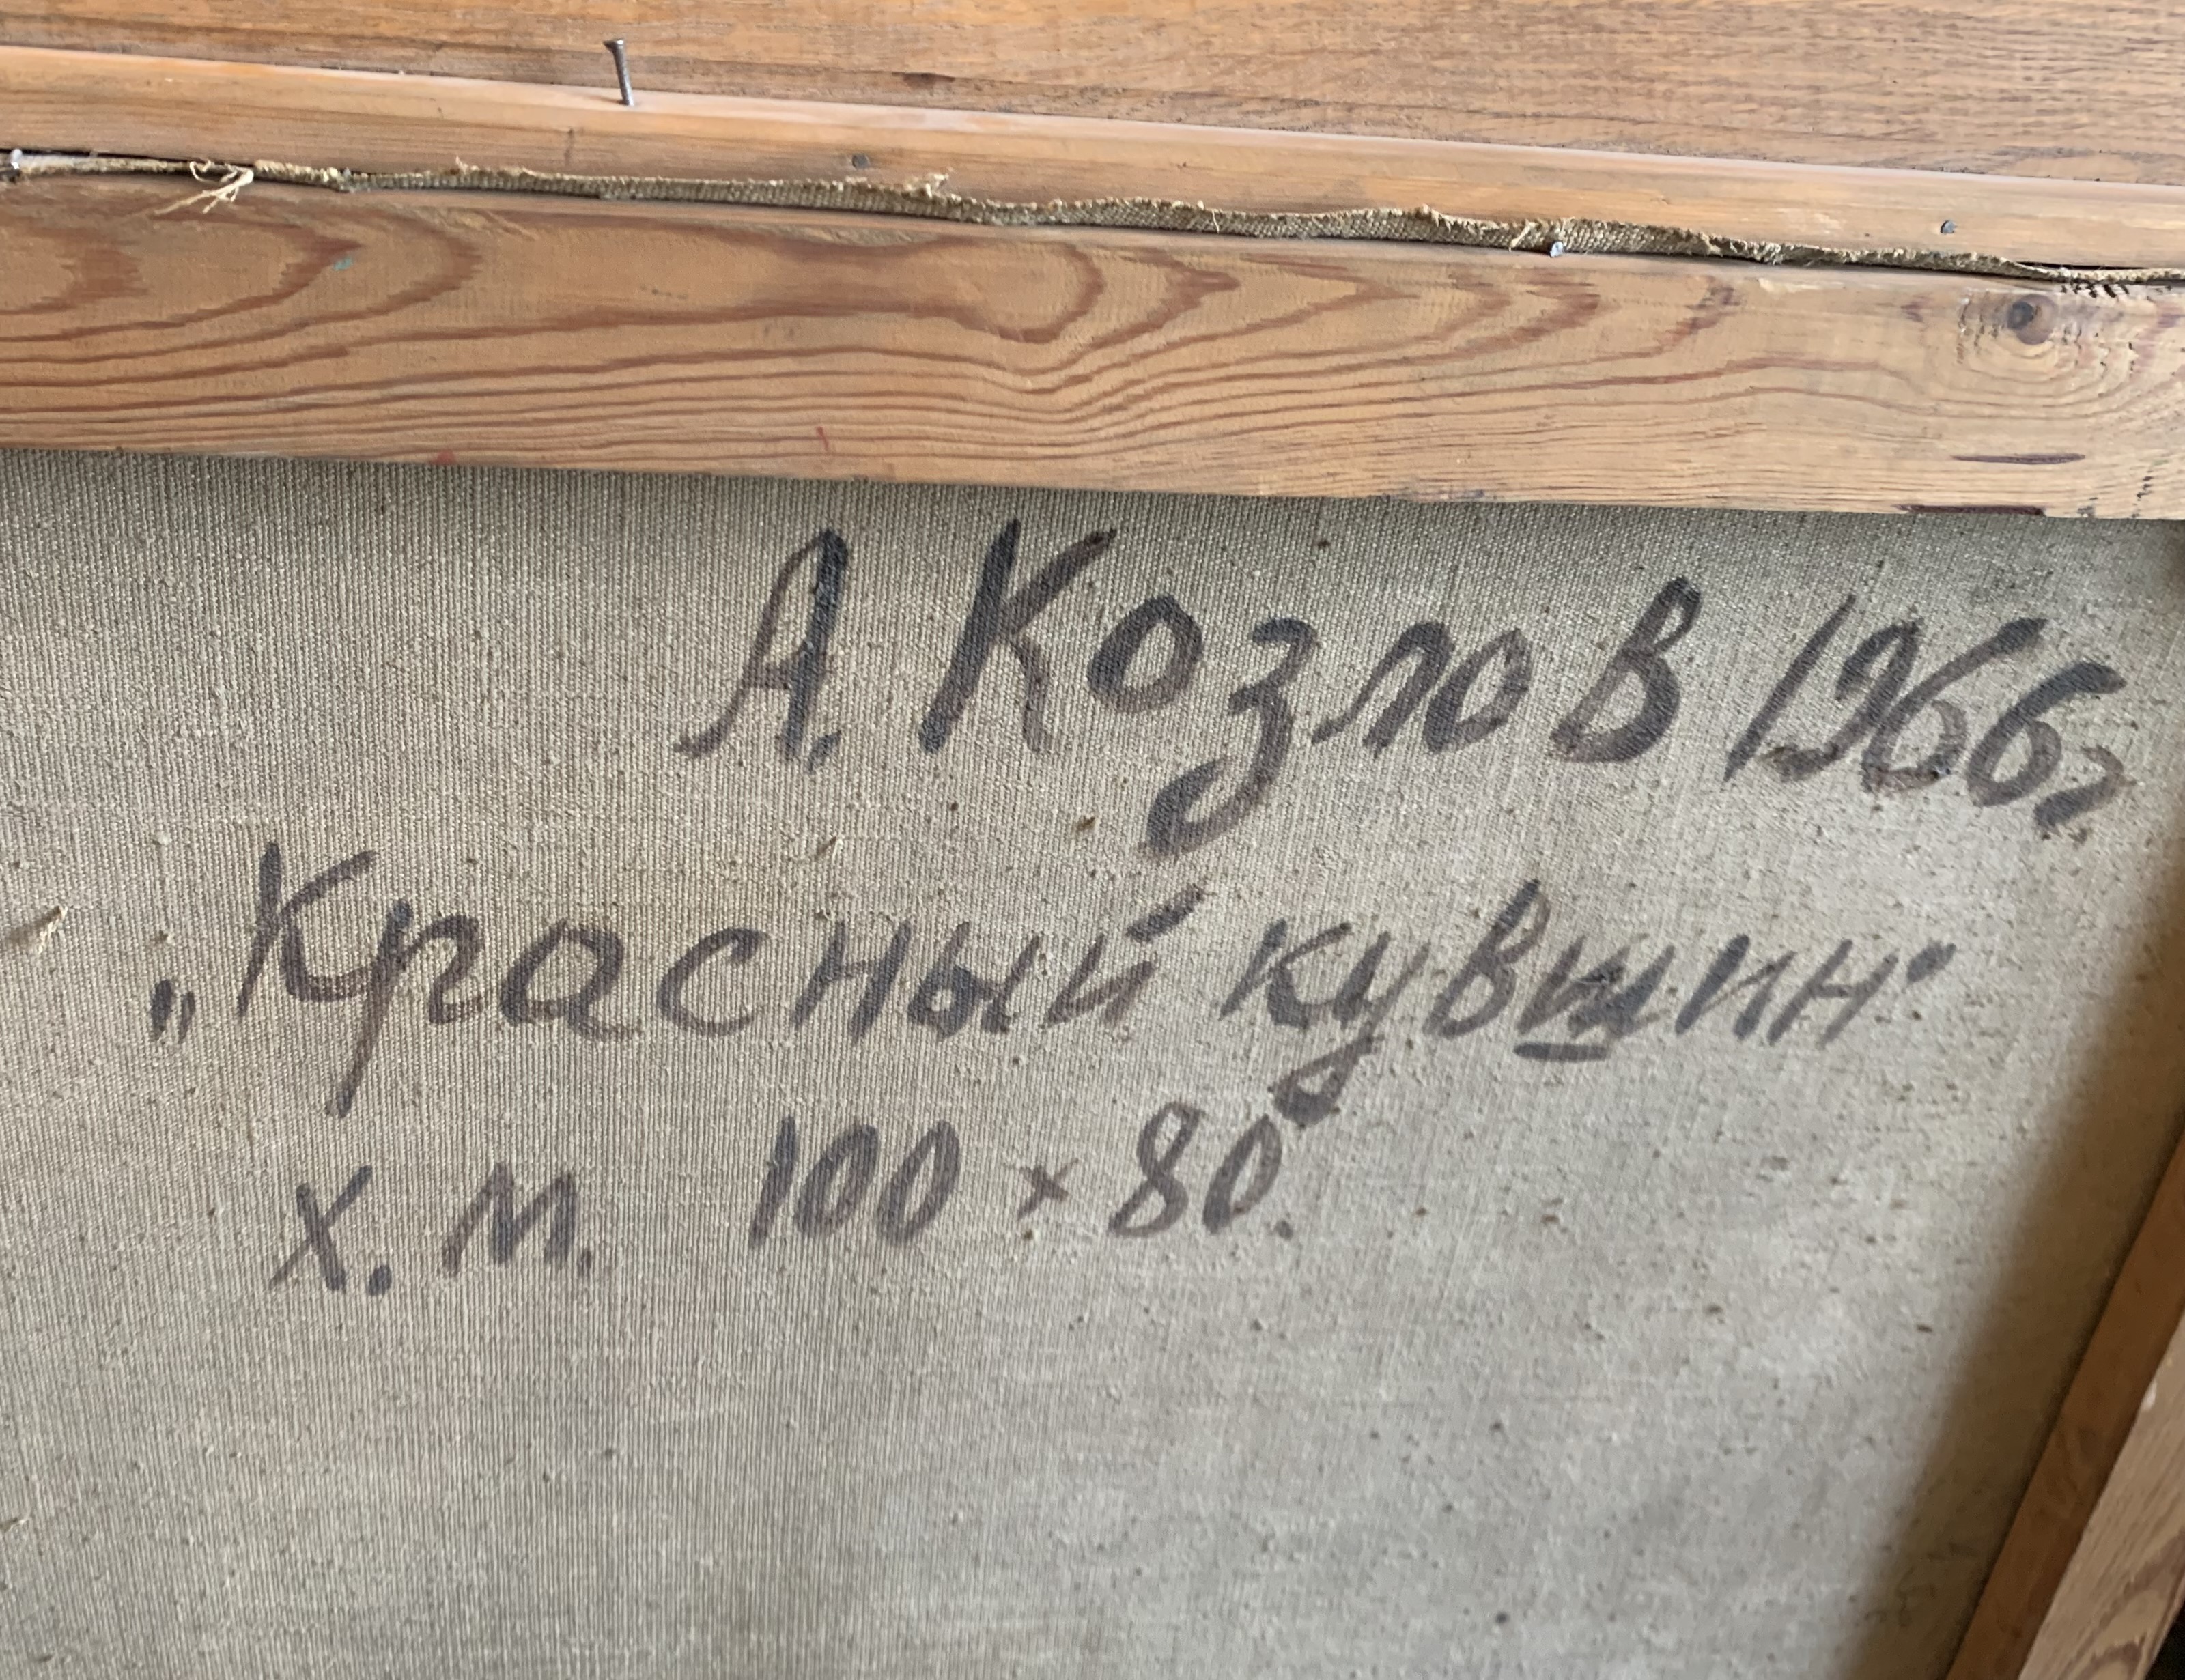 А. Козлов 1966г.
„Красный кувшин"
х. м. 100 × 80.